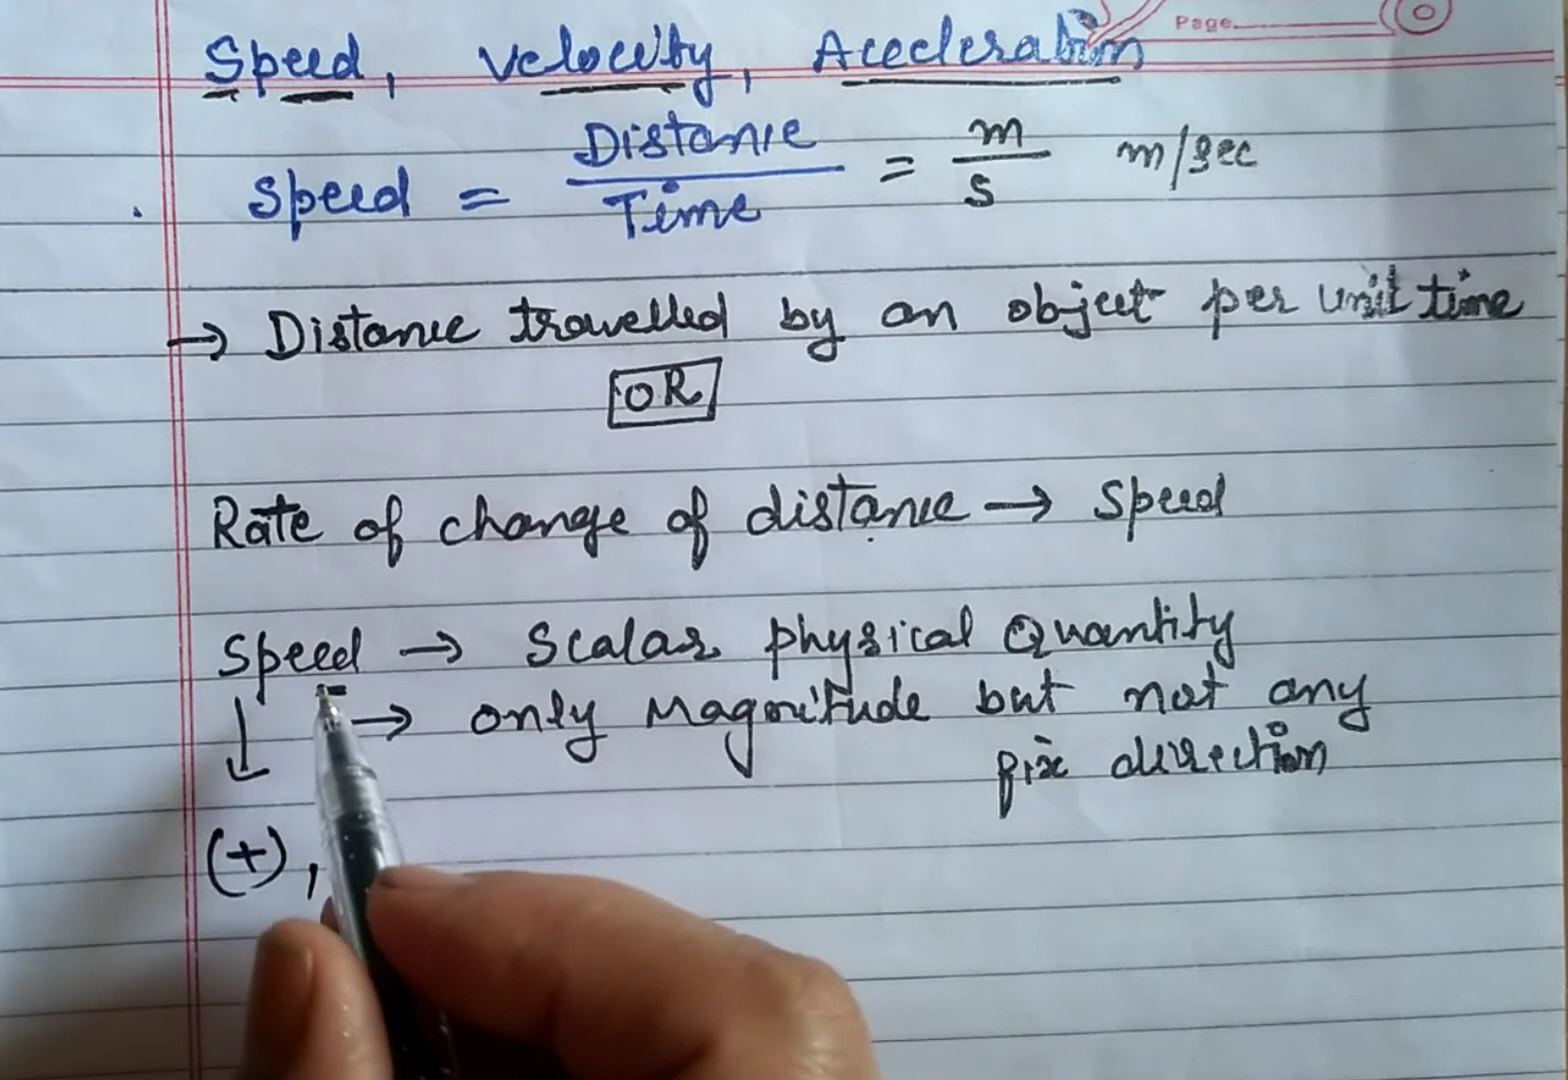 Page
Speed, Velocity, Acceleration
Speed = Distance / Time = m / s m/sec
→ Distance travelled by an object per unit time
OR
Rate of change of distance → Speed
Speed → Scalar physical Quantity
↓ → only Magnitude but not any
fix direction
(+),